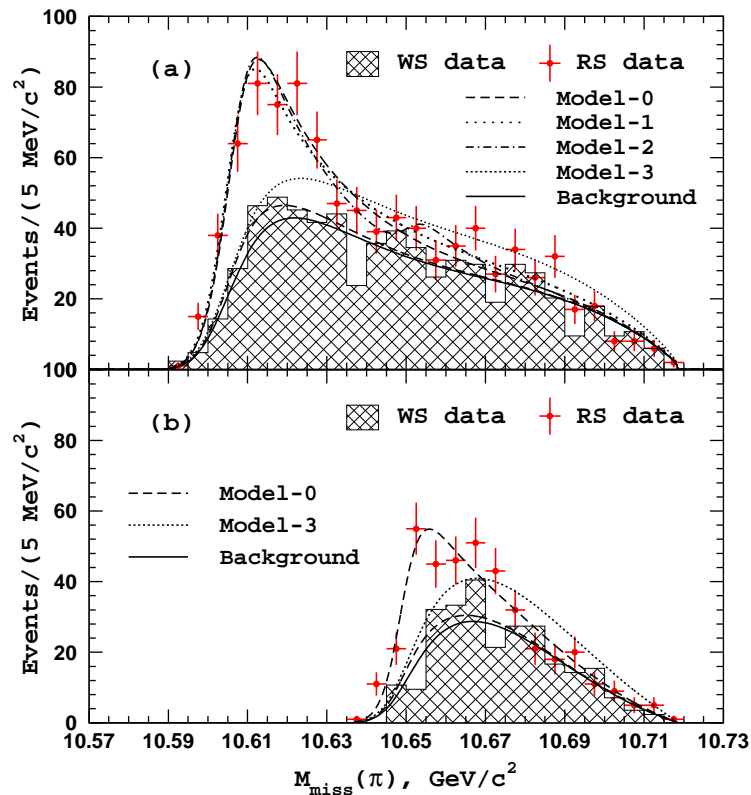 100
80
60
40
20
Events/(5 MeV/c²)
(a)
WS data RS data
Model-0
Model-1
Model-2
Model-3
Background
100
80
60
40
20
0
Events/(5 MeV/c²)
(b)
WS data RS data
Model-0
Model-3
Background
10.57 10.59 10.61 10.63 10.65 10.67 10.69 10.71 10.73
M_miss(π), GeV/c²